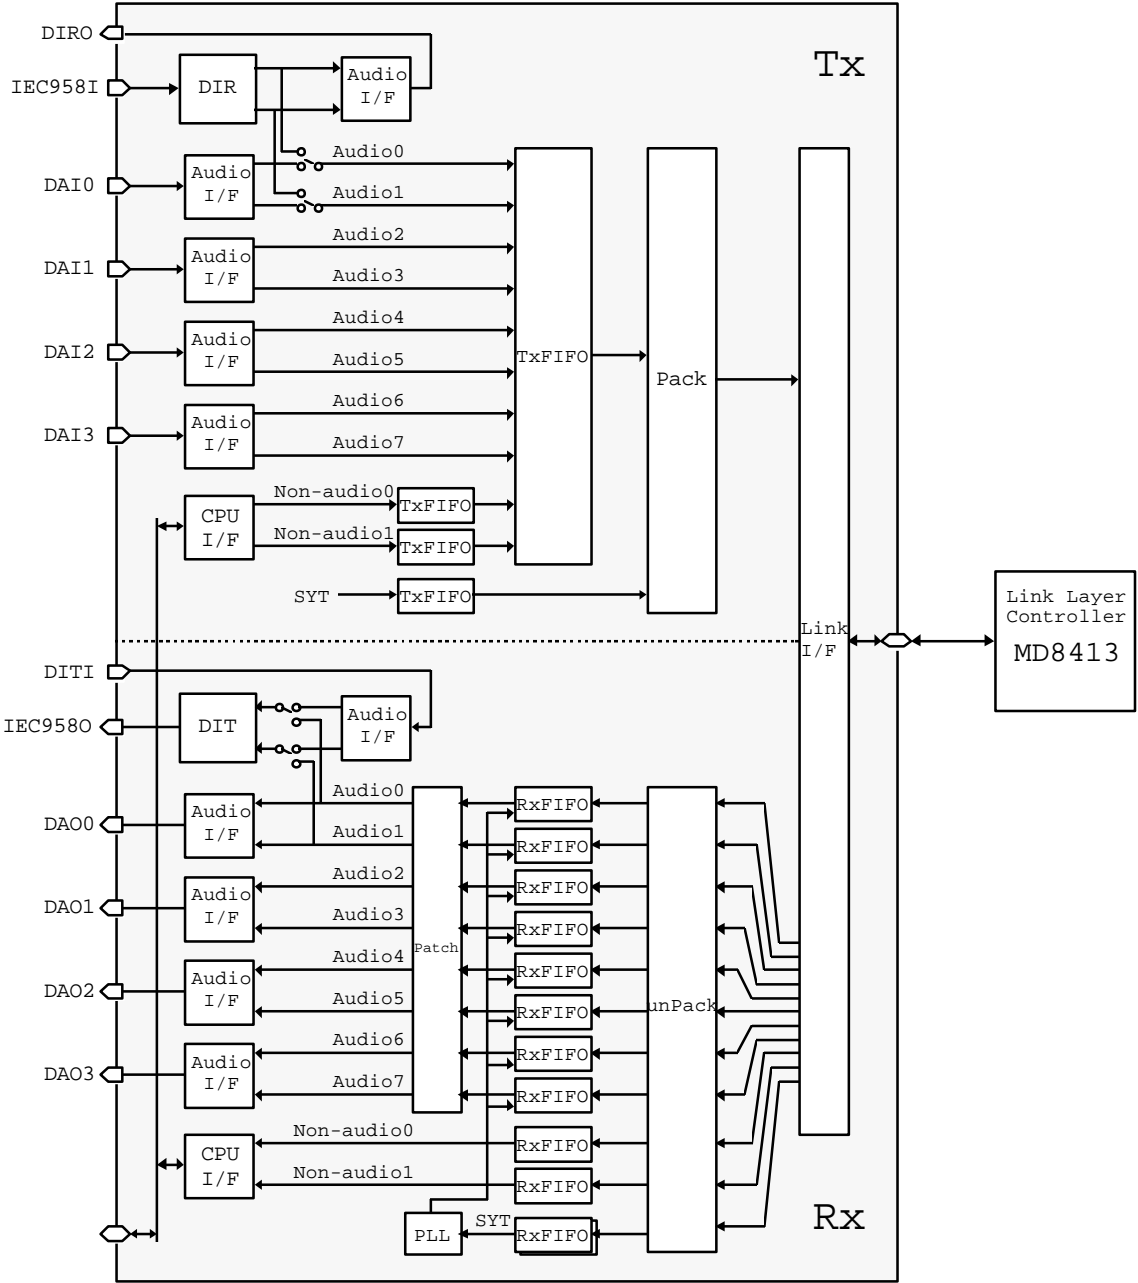 DIRO
Tx
IEC958I
DIR
Audio
I/F
Audio0
DAI0
Audio
I/F
Audio1
Audio2
DAI1
Audio
I/F
Audio3
Audio4
DAI2
Audio
I/F
Audio5
TxFIFO
Pack
Audio6
DAI3
Audio
I/F
Audio7
Non-audio0
TxFIFO
CPU
I/F
Non-audio1
TxFIFO
SYT
TxFIFO
Link
I/F
Link Layer
Controller
MD8413
DITI
IEC958O
DIT
Audio
I/F
Audio0
RxFIFO
DAO0
Audio
I/F
Audio1
RxFIFO
Audio2
RxFIFO
DAO1
Audio
I/F
Audio3
RxFIFO
Patch
Audio4
RxFIFO
DAO2
Audio
I/F
Audio5
RxFIFO
unPack
Audio6
RxFIFO
DAO3
Audio
I/F
Audio7
RxFIFO
Non-audio0
RxFIFO
CPU
I/F
Non-audio1
RxFIFO
Rx
PLL
SYT
RxFIFO